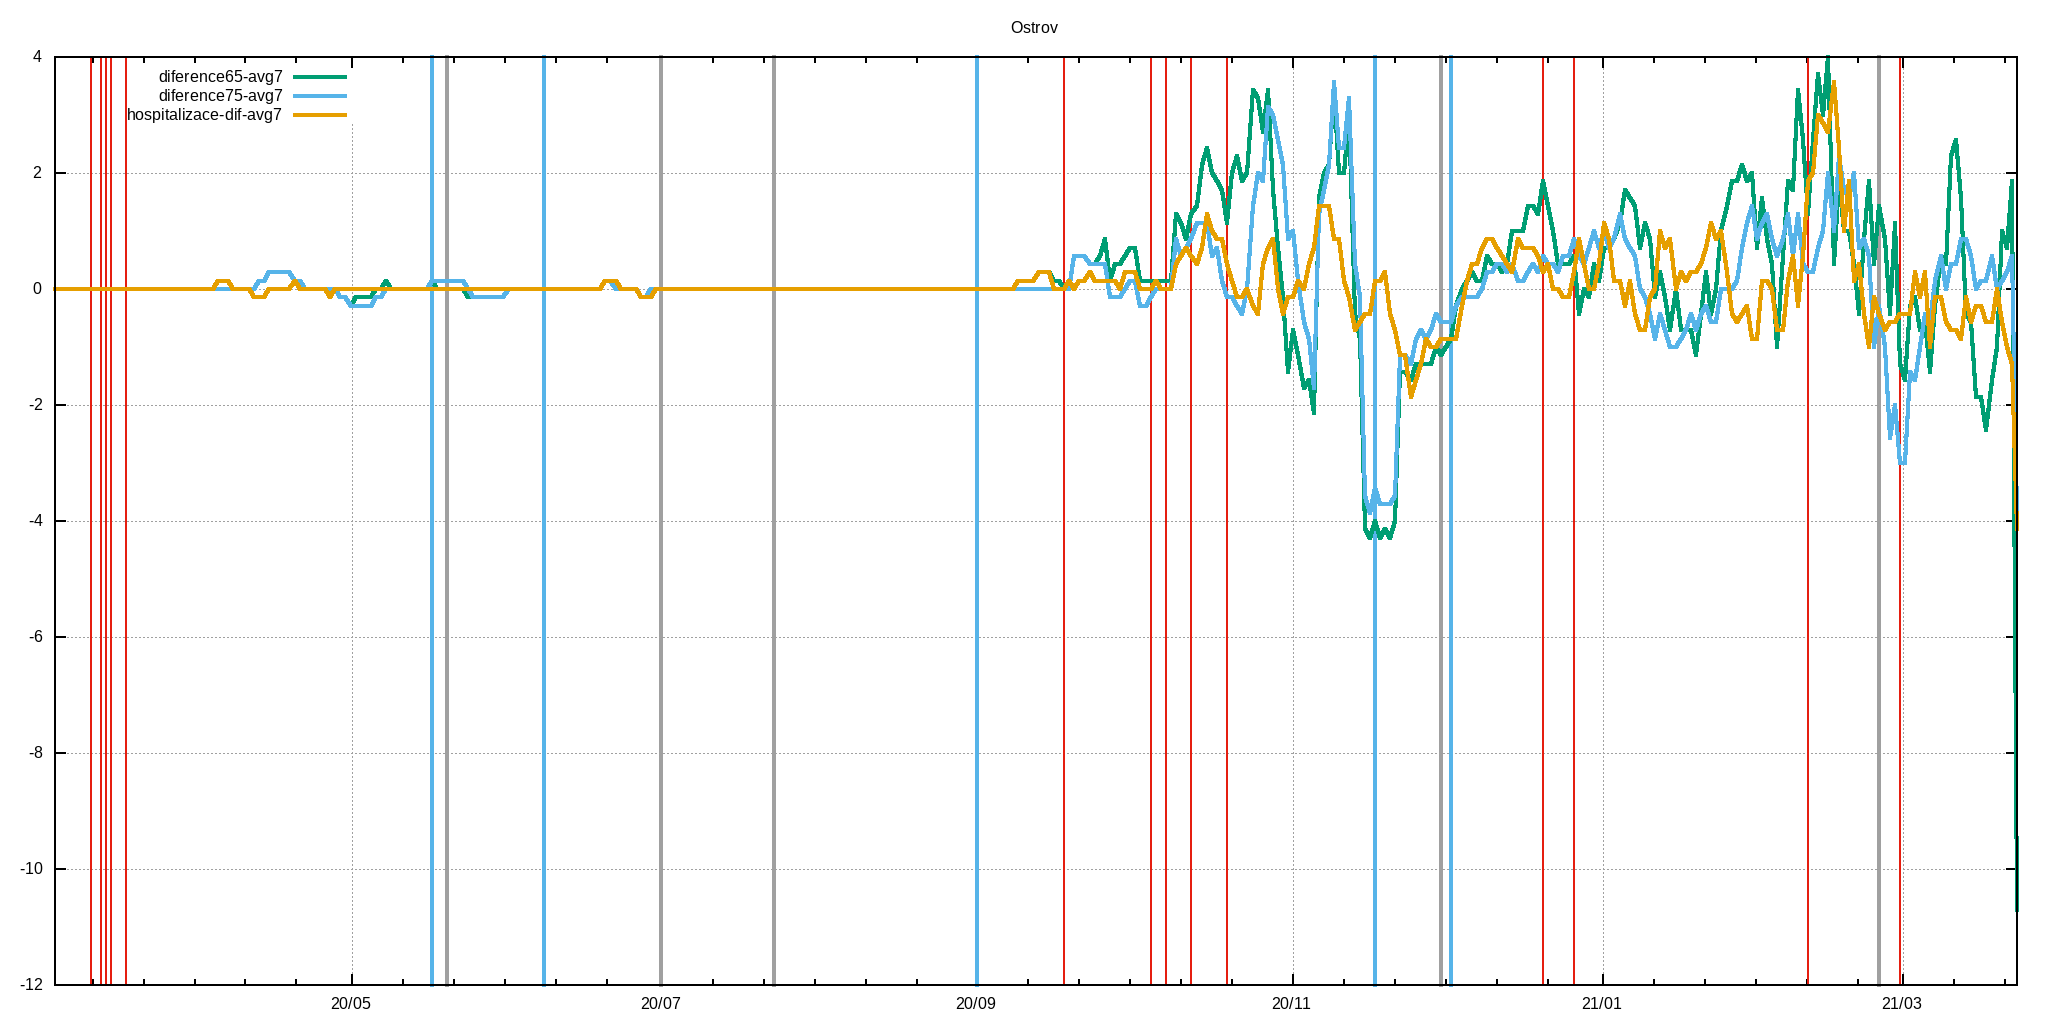 Ostrov
4
diference65-avg7
diference75-avg7
hospitalizace-dif-avg7
2
0
-2
-4
-6
-8
-10
-12
20/05 20/07 20/09 20/11 21/01 21/03